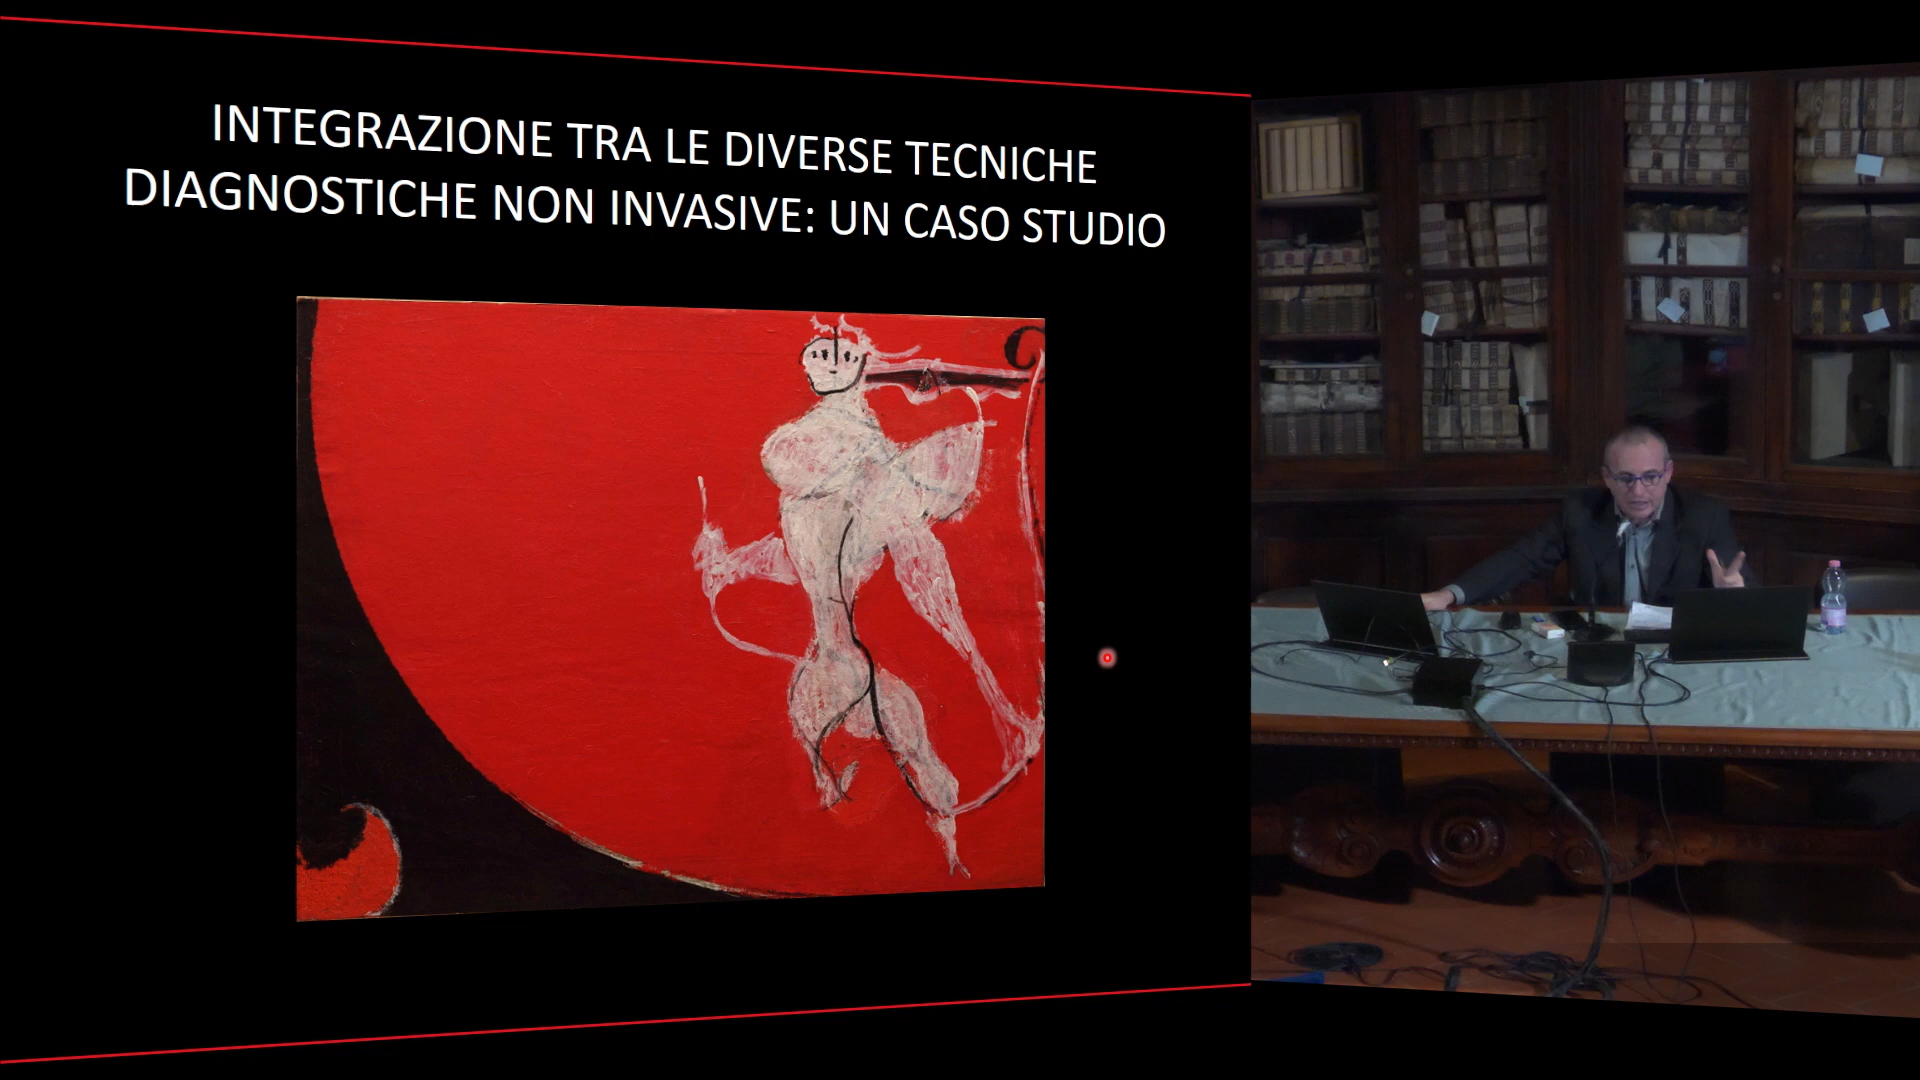 INTEGRAZIONE TRA LE DIVERSE TECNICHE
DIAGNOSTICHE NON INVASIVE: UN CASO STUDIO